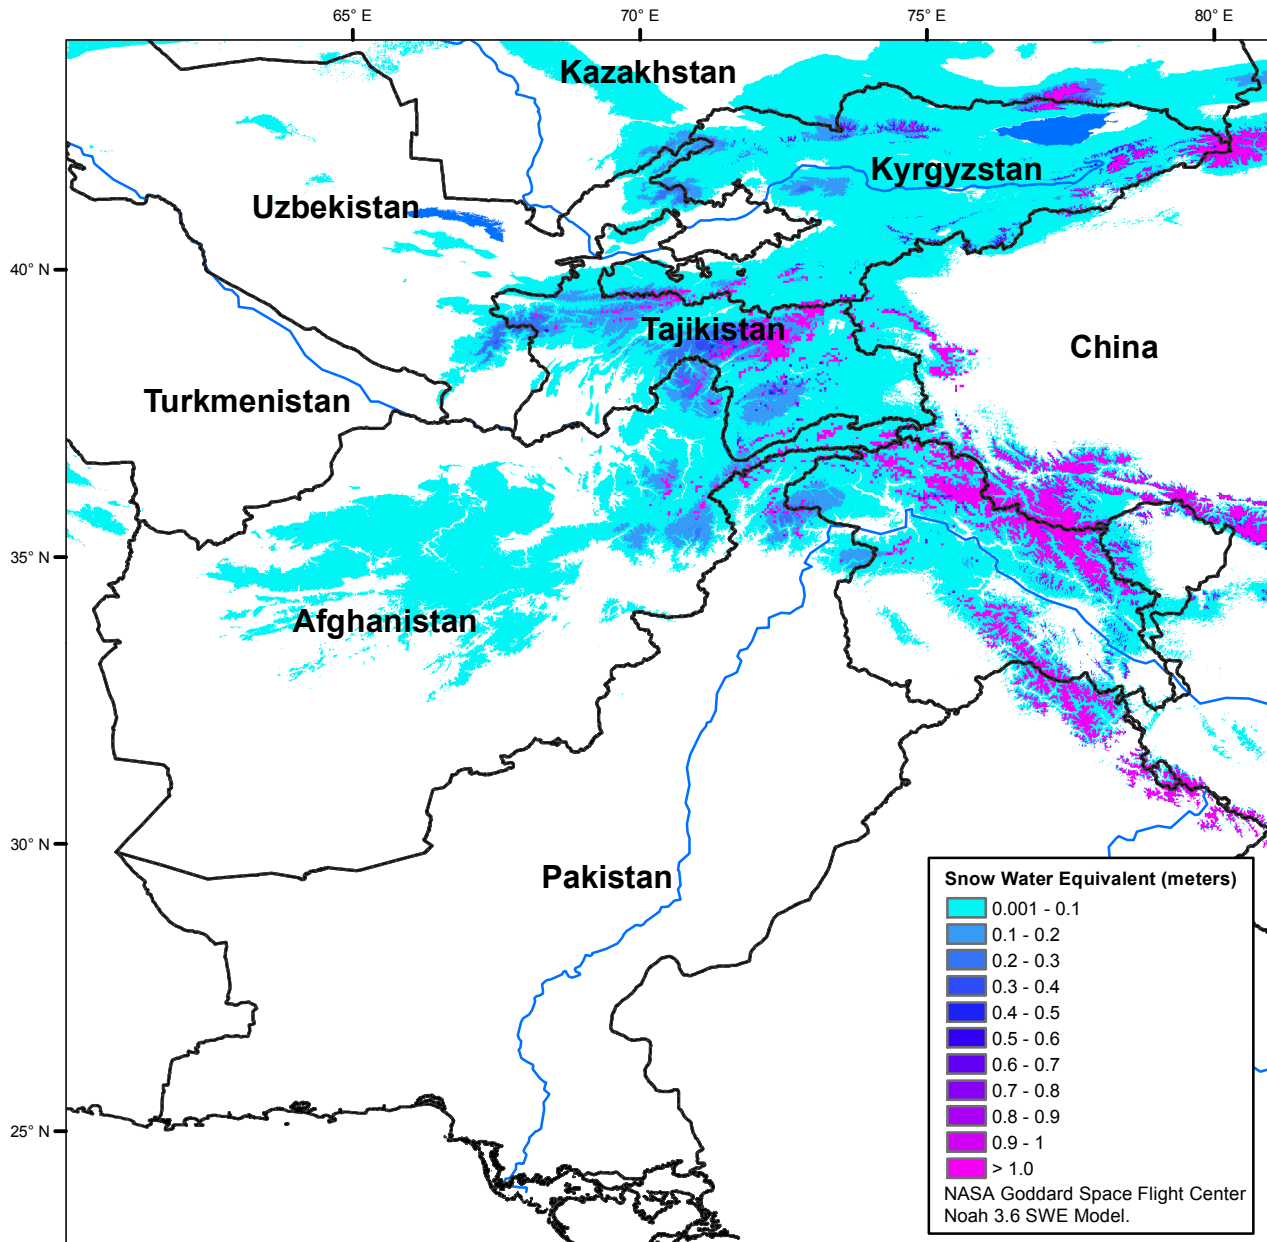 65° E
70° E
75° E
80° E
Kazakhstan
Kyrgyzstan
Uzbekistan
40° N
Tajikistan
China
Turkmenistan
35° N
Afghanistan
30° N
Pakistan
25° N
Snow Water Equivalent (meters)
0.001 - 0.1
0.1 - 0.2
0.2 - 0.3
0.3 - 0.4
0.4 - 0.5
0.5 - 0.6
0.6 - 0.7
0.7 - 0.8
0.8 - 0.9
0.9 - 1
> 1.0
NASA Goddard Space Flight Center
Noah 3.6 SWE Model.